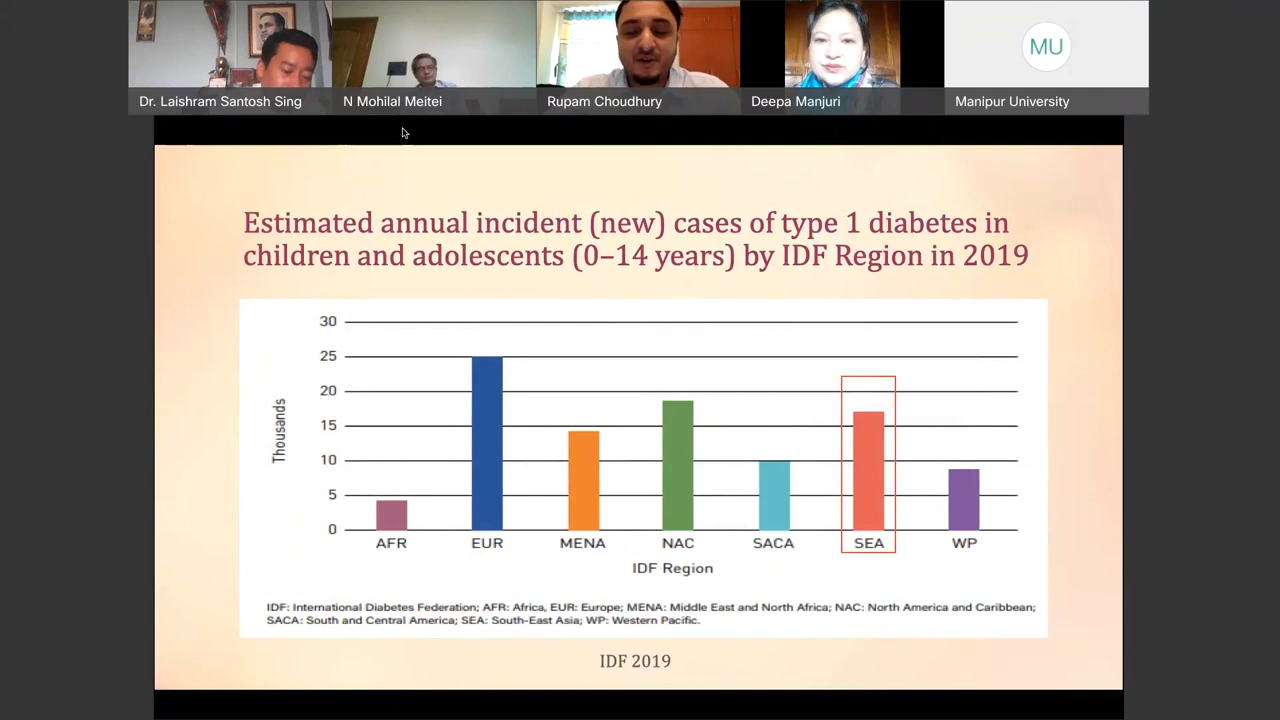 MU
Dr. Laishram Santosh Sing
N Mohilal Meitei
Rupam Choudhury
Deepa Manjuri
Manipur University
Estimated annual incident (new) cases of type 1 diabetes in
children and adolescents (0–14 years) by IDF Region in 2019
30
25
20
15
10
5
0
Thousands
AFR
EUR
MENA
NAC
SACA
SEA
WP
IDF Region
IDF: International Diabetes Federation; AFR: Africa, EUR: Europe; MENA: Middle East and North Africa; NAC: North America and Caribbean;
SACA: South and Central America; SEA: South-East Asia; WP: Western Pacific.
IDF 2019